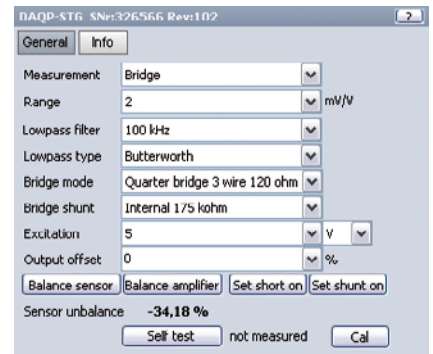 DAQP-STG SNr:326566 Rev:102 ?
General Info
Measurement Bridge
Range 2 mV/V
Lowpass filter 100 kHz
Lowpass type Butterworth
Bridge mode Quarter bridge 3 wire 120 ohm
Bridge shunt Internal 175 kohm
Excitation 5 V
Output offset 0 %
Balance sensor Balance amplifier Set short on Set shunt on
Sensor unbalance -34,18 %
Self test not measured Cal